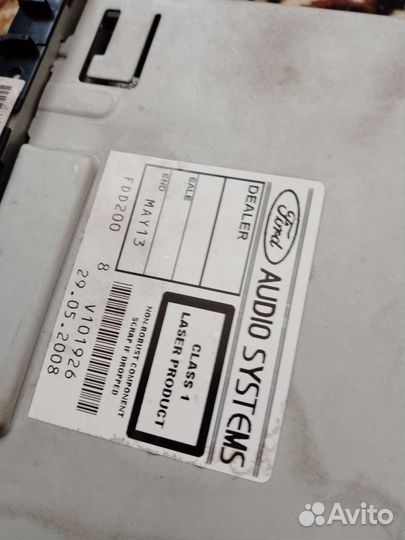 Ford AUDIO SYSTEMS
DEALER
SALE
END MAY13
FDD200 8
CLASS 1
LASER PRODUCT
NON-ROBUST COMPONENT
SCRAP IF DROPPED
V101926
29.05.2008
Avito